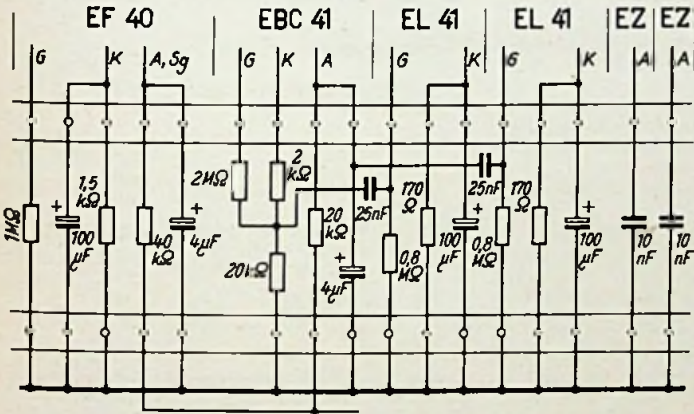 EF 40 EBC 41 EL 41 EL 41 EZ EZ
G K A, Sg G K A G K G K A A
1MΩ
1,5 kΩ
100 µF
40 kΩ
4µF
2MΩ
2 kΩ
20 kΩ
20 kΩ
4µF
25nF
0,8 MΩ
170 Ω
100 µF
25nF
0,8 MΩ
170 Ω
100 µF
10 nF
10 nF